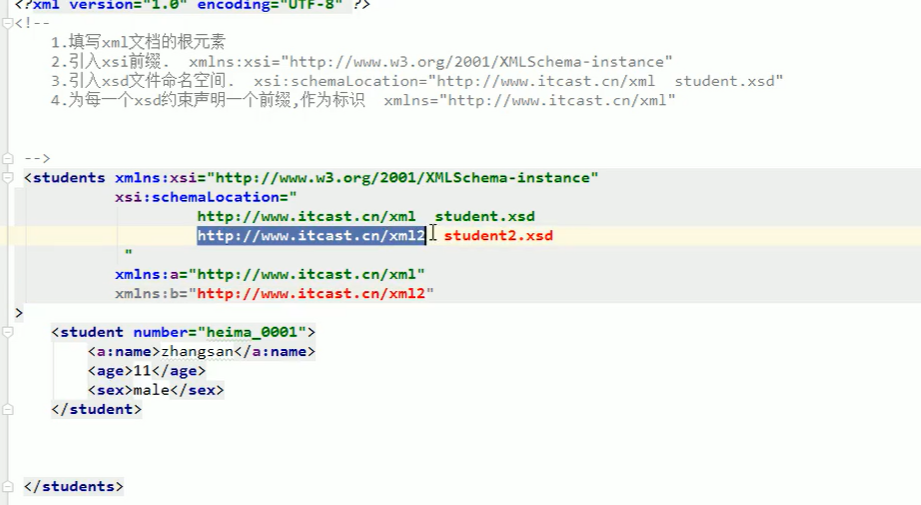 <?xml version="1.0" encoding="UTF-8" ?>
<!--
1.填写xml文档的根元素
2.引入xsi前缀.  xmlns:xsi="http://www.w3.org/2001/XMLSchema-instance"
3.引入xsd文件命名空间.  xsi:schemaLocation="http://www.itcast.cn/xml  student.xsd"
4.为每一个xsd约束声明一个前缀,作为标识  xmlns="http://www.itcast.cn/xml"
-->
<students xmlns:xsi="http://www.w3.org/2001/XMLSchema-instance"
xsi:schemaLocation="
http://www.itcast.cn/xml  student.xsd
http://www.itcast.cn/xml2  student2.xsd
"
xmlns:a="http://www.itcast.cn/xml"
xmlns:b="http://www.itcast.cn/xml2"
>
<student number="heima_0001">
<a:name>zhangsan</a:name>
<age>11</age>
<sex>male</sex>
</student>
</students>